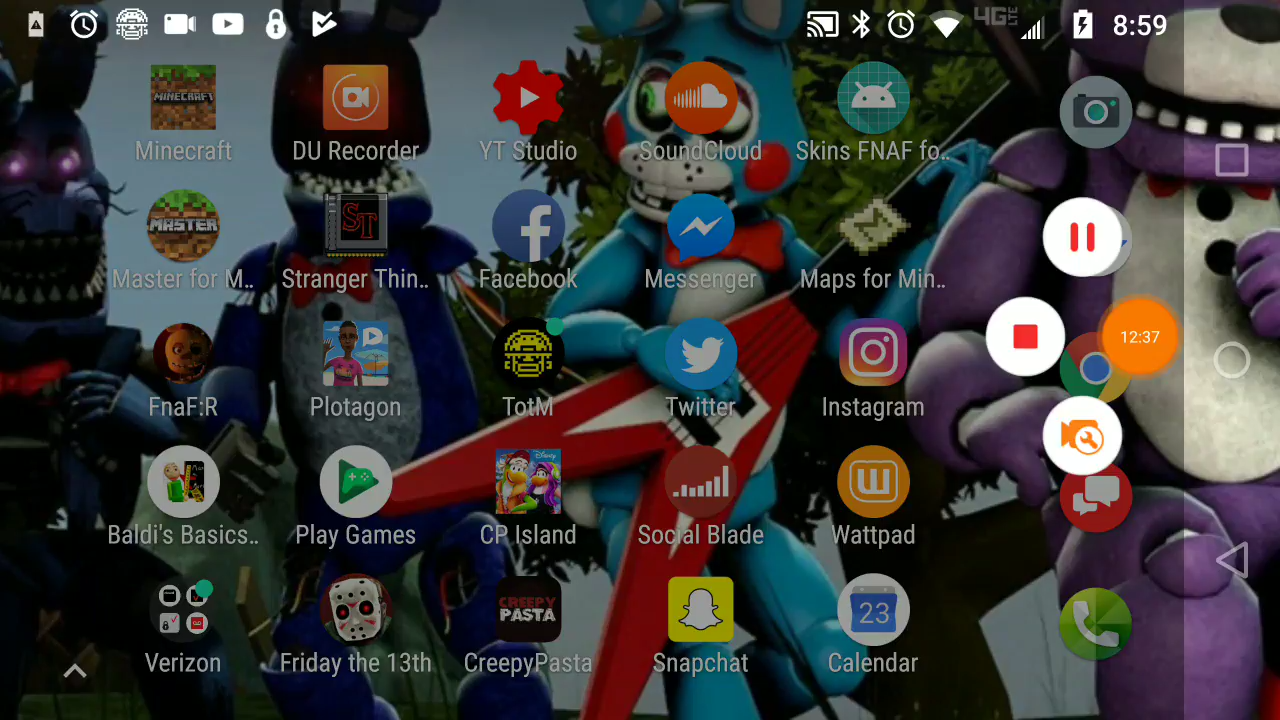 4G LTE 8:59
MINECRAFT
Minecraft DU Recorder YT Studio SoundCloud Skins FNAF fo..
MASTER ST
Master for M.. Stranger Thin.. Facebook Messenger Maps for Min..
12:37
FnaF:R Plotagon TotM Twitter Instagram
Disney
Baldi's Basics.. Play Games CP Island Social Blade Wattpad
CREEPY
PASTA 23
Verizon Friday the 13th CreepyPasta Snapchat Calendar